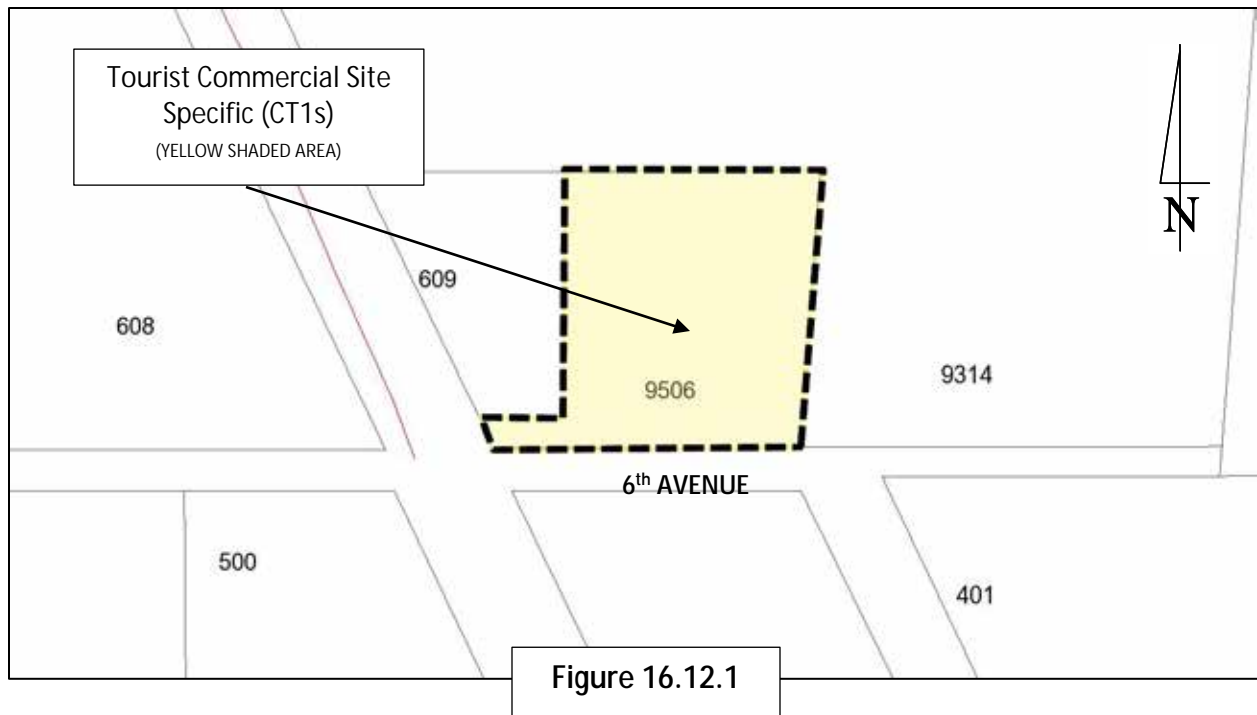 Tourist Commercial Site
Specific (CT1s)
(YELLOW SHADED AREA)
N
609
608
9314
9506
6th AVENUE
500
401
Figure 16.12.1